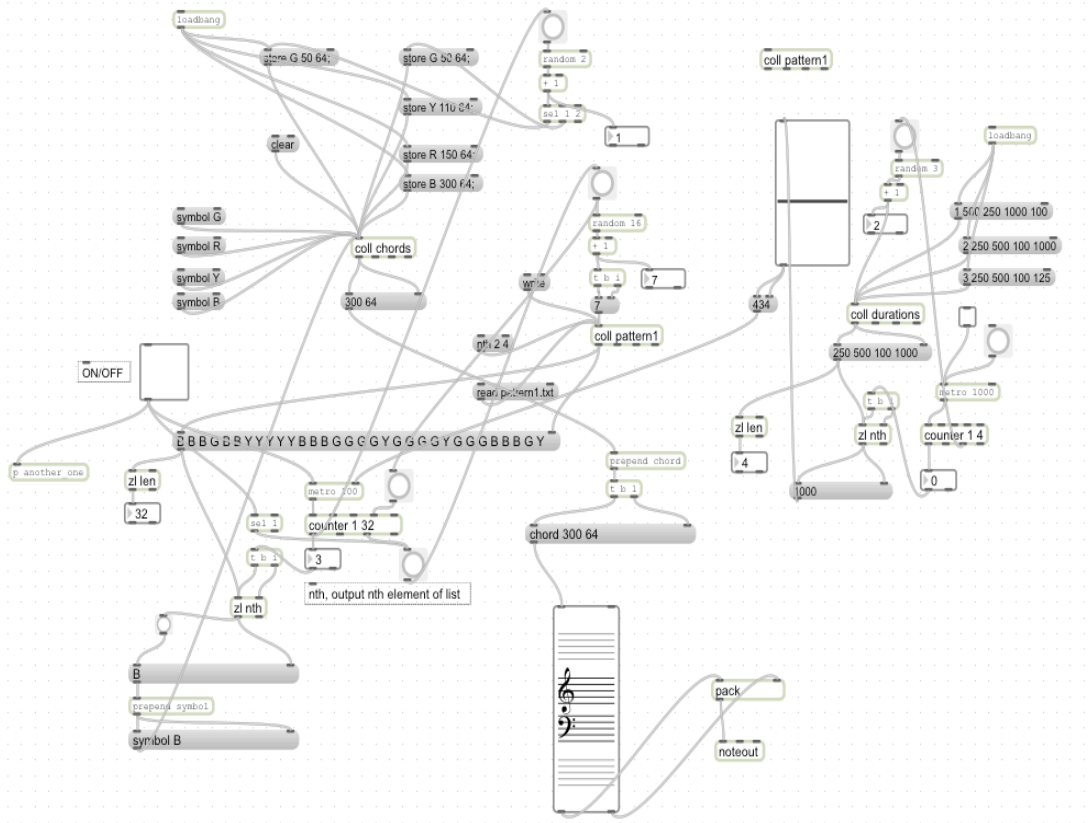 loadbang
store G 50 64;
store G 50 64;
random 2
coll pattern1
+ 1
store Y 110 64;
sel 1 2
1
loadbang
clear
store R 150 64;
random 3
store B 300 64;
+ 1
symbol G
random 16
1 500 250 1000 100
2
symbol R
coll chords
+ 1
2 250 500 100 1000
symbol Y
t b i
7
3 250 500 100 125
write
symbol B
300 64
7
434
coll durations
coll pattern1
nth 2 4
250 500 100 1000
ON/OFF
read pattern1.txt
metro 1000
t b i
zl len
zl nth
counter 1 4
B B B G B B Y Y Y Y Y B B B G G G G Y G G G G Y G G G B B B G Y
4
p another_one
prepend chord
zl len
0
metro 100
t b l
1000
32
sel 1
counter 1 32
chord 300 64
t b i
3
nth, output nth element of list
zl nth
B
pack
prepend symbol
symbol B
noteout